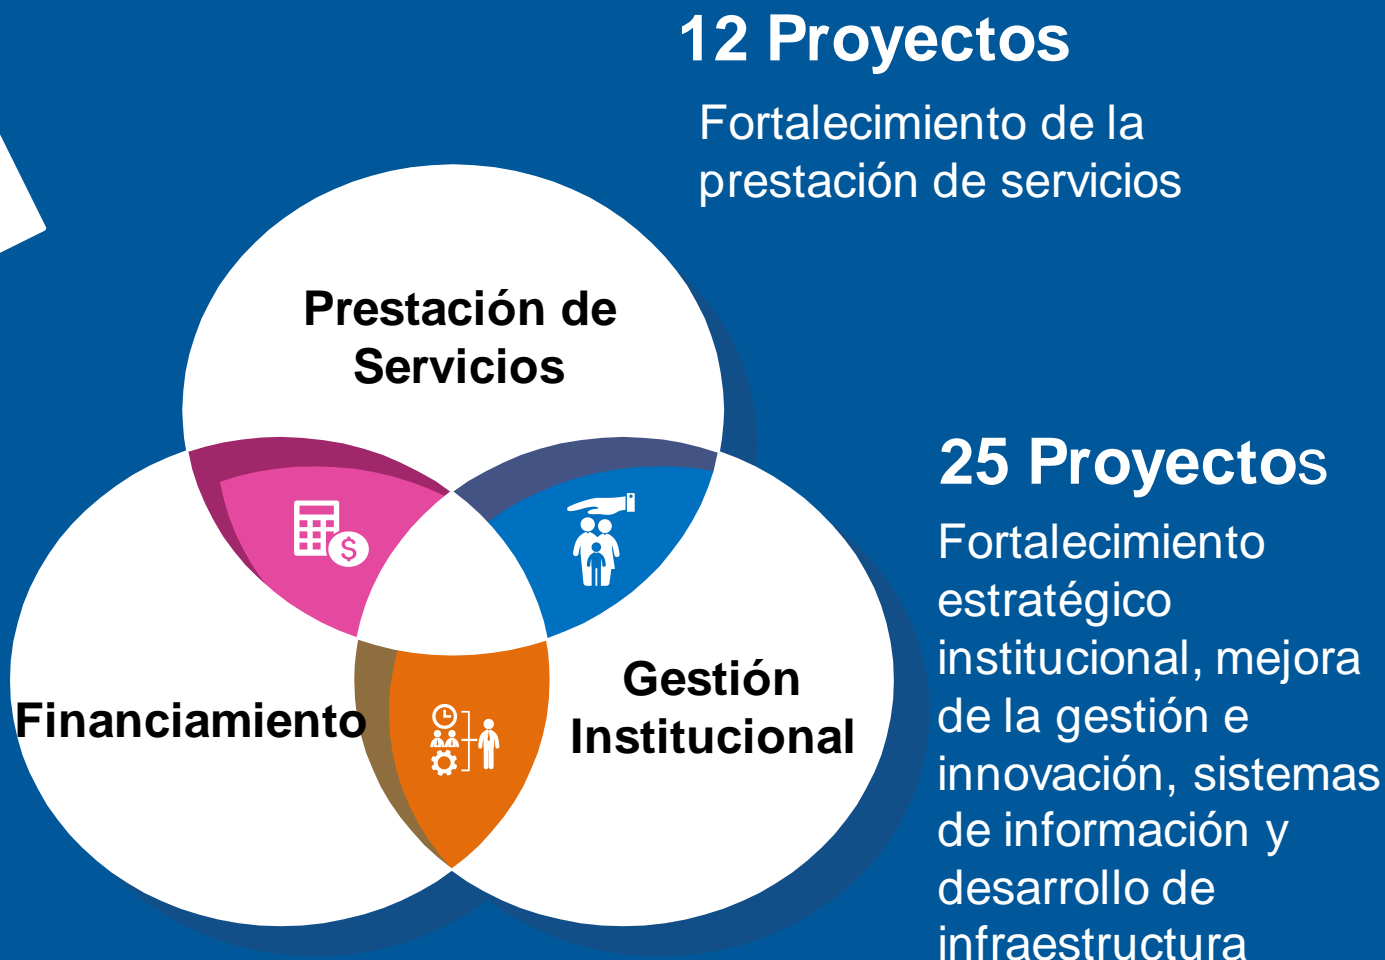 12 Proyectos
Fortalecimiento de la
prestación de servicios
Prestación de
Servicios
25 Proyectos
Fortalecimiento
estratégico
institucional, mejora
de la gestión e
innovación, sistemas
de información y
desarrollo de
infraestructura
Gestión
Institucional
Financiamiento
$